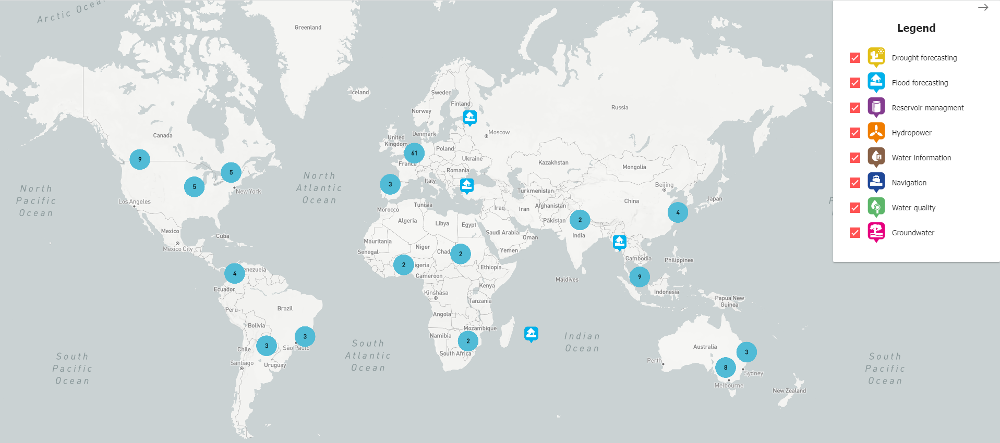 Arctic Ocean
Greenland
Iceland
Sweden
Finland
Norway
Russia
Canada
United
Kingdom
Denmark
Moscow
Poland
9
61
5
5
France
Ukraine
Kazakhstan
Mongolia
Romania
North
Atlantic
Ocean
North
Pacific
Ocean
3
Italy
New York
Los Angeles
Turkmenistan
Beijing
China
Japan
Tunisia
Morocco
Iraq
Iran
Afghanistan
4
Algeria
Libya
Egypt
Pakistan
2
Mexico
Cuba
Saudi Arabia
Oman
India
Mauritania
Niger
Mexico City
Senegal
Chad
2
Yemen
Cambodia
Philippines
2
igeria
Ethiopia
4
enezuela
Cameroon
Maldives
9
Ecuador
Kenya
Kinshasa
Indonesia
Tanzania
Papua New
Guinea
Peru
Brazil
Angola
Bolivia
Mozambique
3
Namibia
2
Indian
Ocean
3
Chile
São Paulo
South Africa
South
Atlantic
Ocean
Australia
3
Perth
8
Sydney
Santiago
Uruguay
Melbourne
New Zealand
South
Pacific
Ocean
South
Pacific
Ocean
P
Legend
Drought forecasting
Flood forecasting
Reservoir managment
Hydropower
Water information
Navigation
Water quality
Groundwater